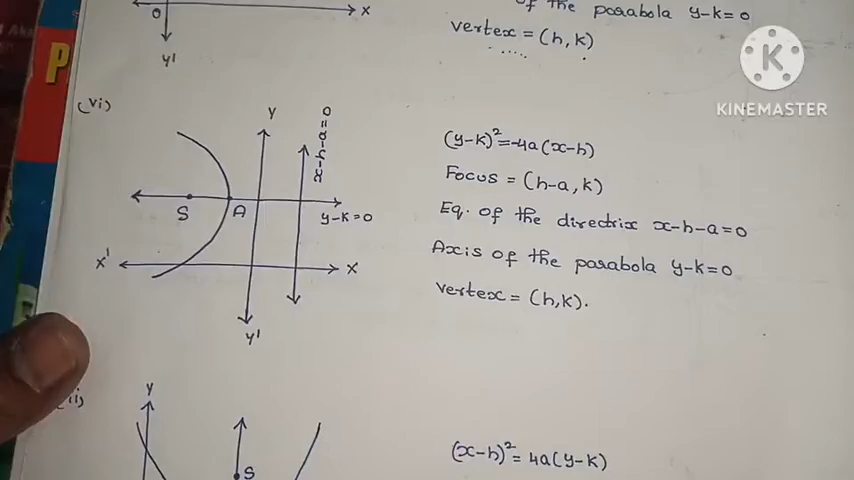 of the parabola y-k=0
O
X
vertex = (h,k)
Y'
KINEMASTER
(vi)
Y
x-h-a=0
(y-k)²=-4a(x-h)
Focus = (h-a, k)
S
A
y-k=0
Eq. of the directrix x-h-a=0
X'
X
Axis of the parabola y-k=0
vertex = (h,k).
Y'
Y
S
(x-h)²=4a(y-k)